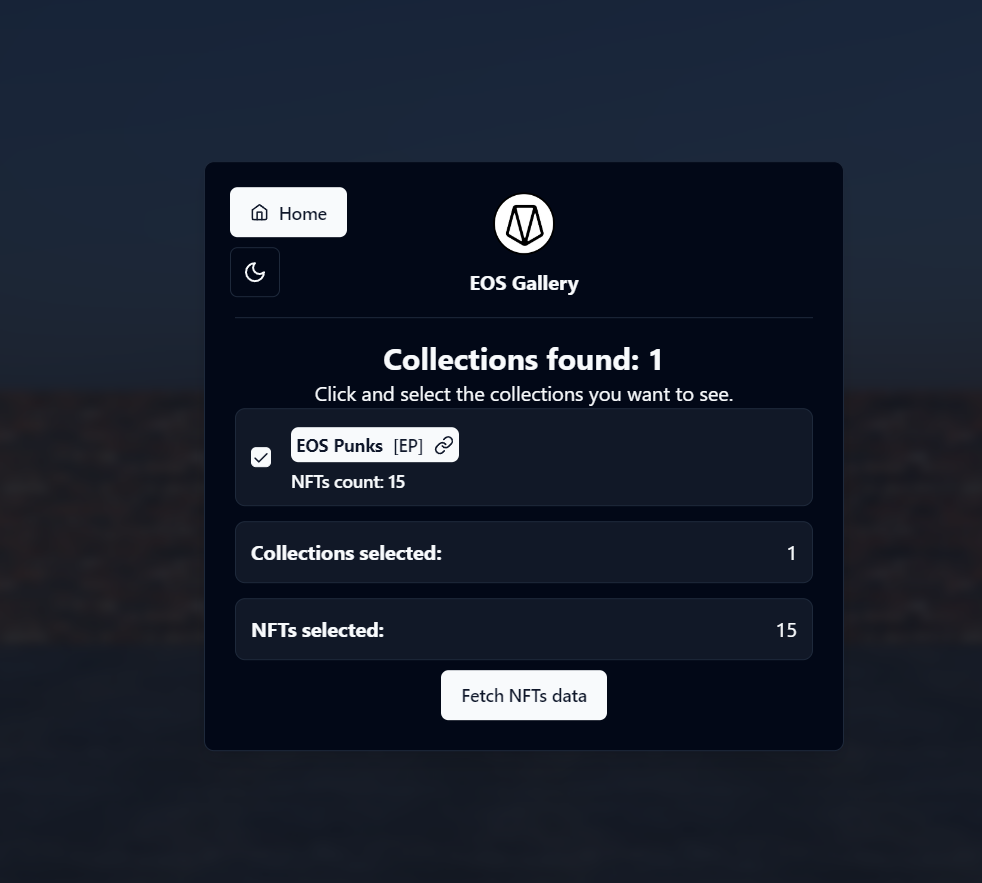 Home
EOS Gallery
Collections found: 1
Click and select the collections you want to see.
EOS Punks [EP]
NFTs count: 15
Collections selected: 1
NFTs selected: 15
Fetch NFTs data